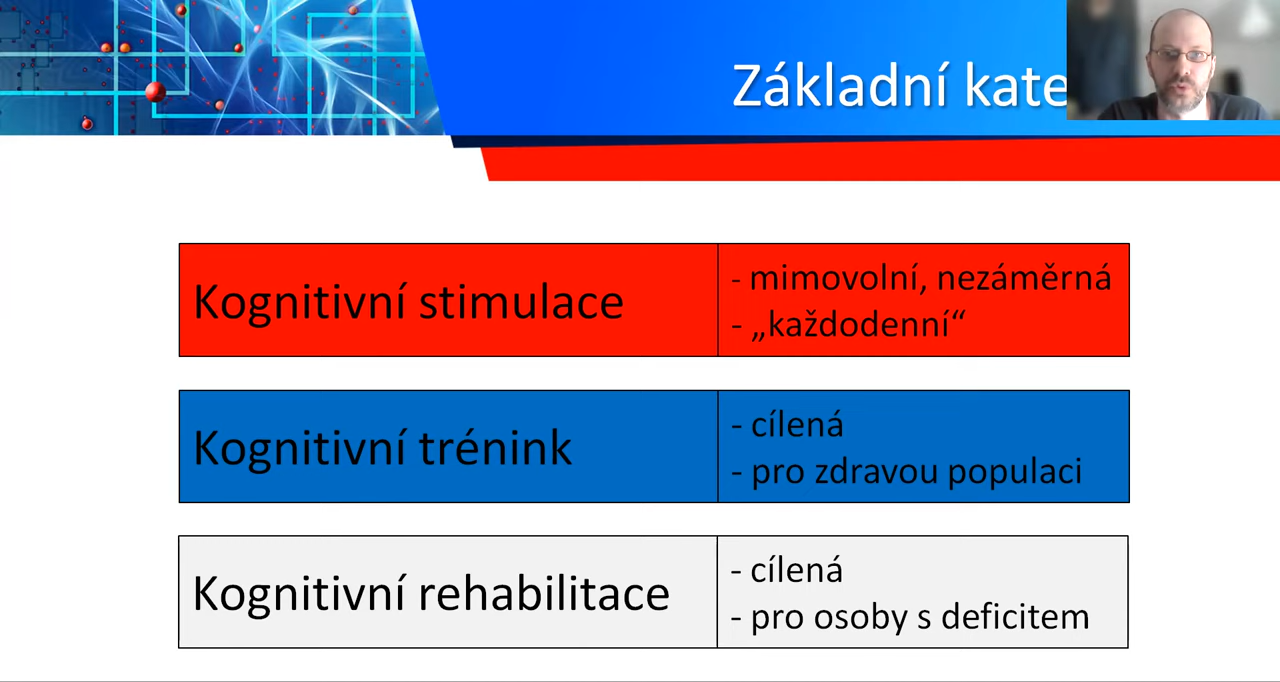 Základní kate
Kognitivní stimulace
- mimovolní, nezáměrná
- „každodenní“
Kognitivní trénink
- cílená
- pro zdravou populaci
Kognitivní rehabilitace
- cílená
- pro osoby s deficitem